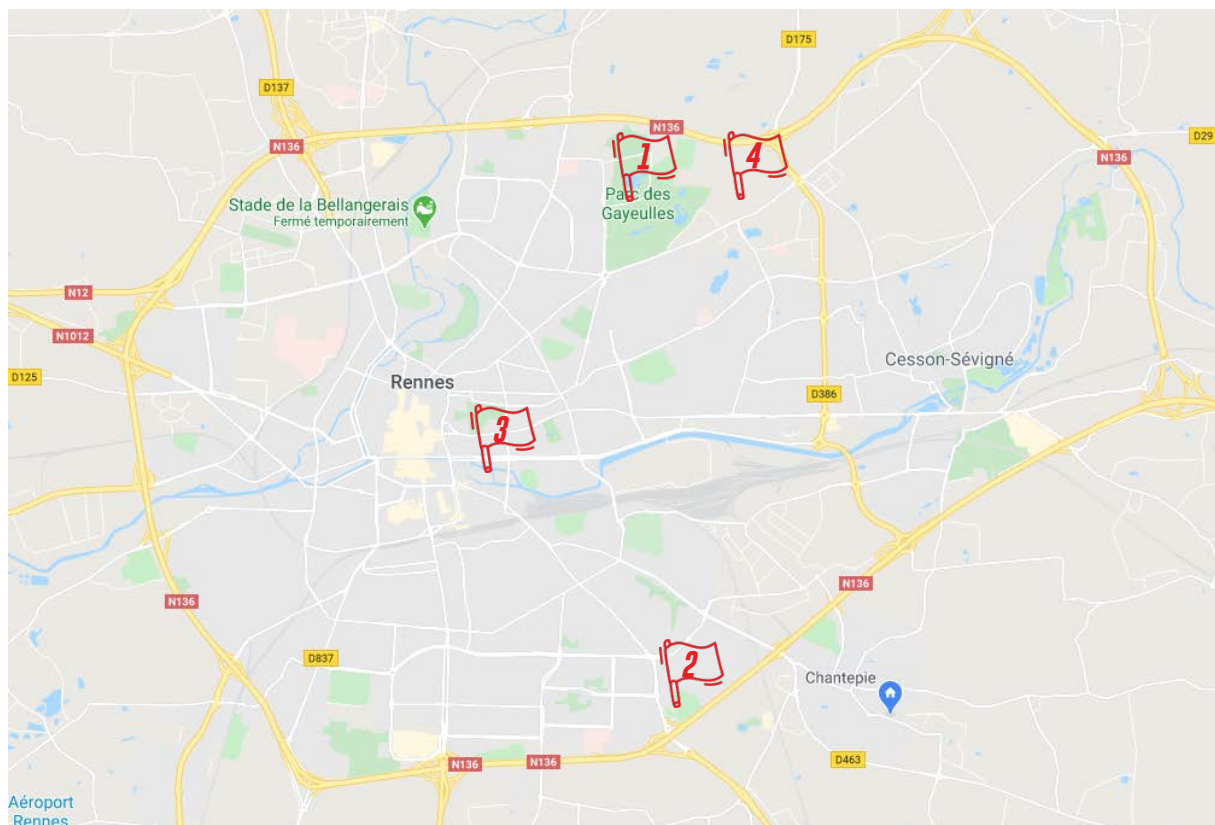 D175
D137
N136
N136
D29
N136
1
4
Parc des
Gayeulles
Stade de la Bellangerais
Fermé temporairement
N12
N1012
D125
Rennes
Cesson-Sévigné
D386
3
N136
N136
D837
2
Chantepie
N136
N136
D463
Aéroport
Rennes